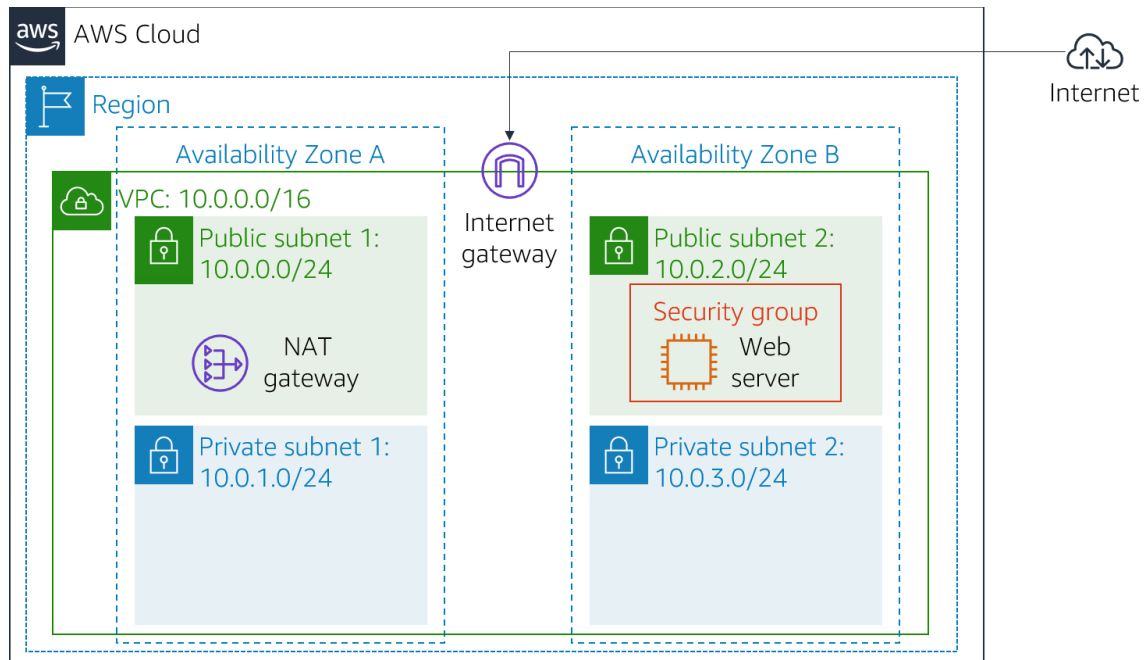 aws
AWS Cloud
Internet
Region
Availability Zone A
Availability Zone B
VPC: 10.0.0.0/16
Internet
gateway
Public subnet 1:
10.0.0.0/24
Public subnet 2:
10.0.2.0/24
Security group
NAT
gateway
Web
server
Private subnet 1:
10.0.1.0/24
Private subnet 2:
10.0.3.0/24